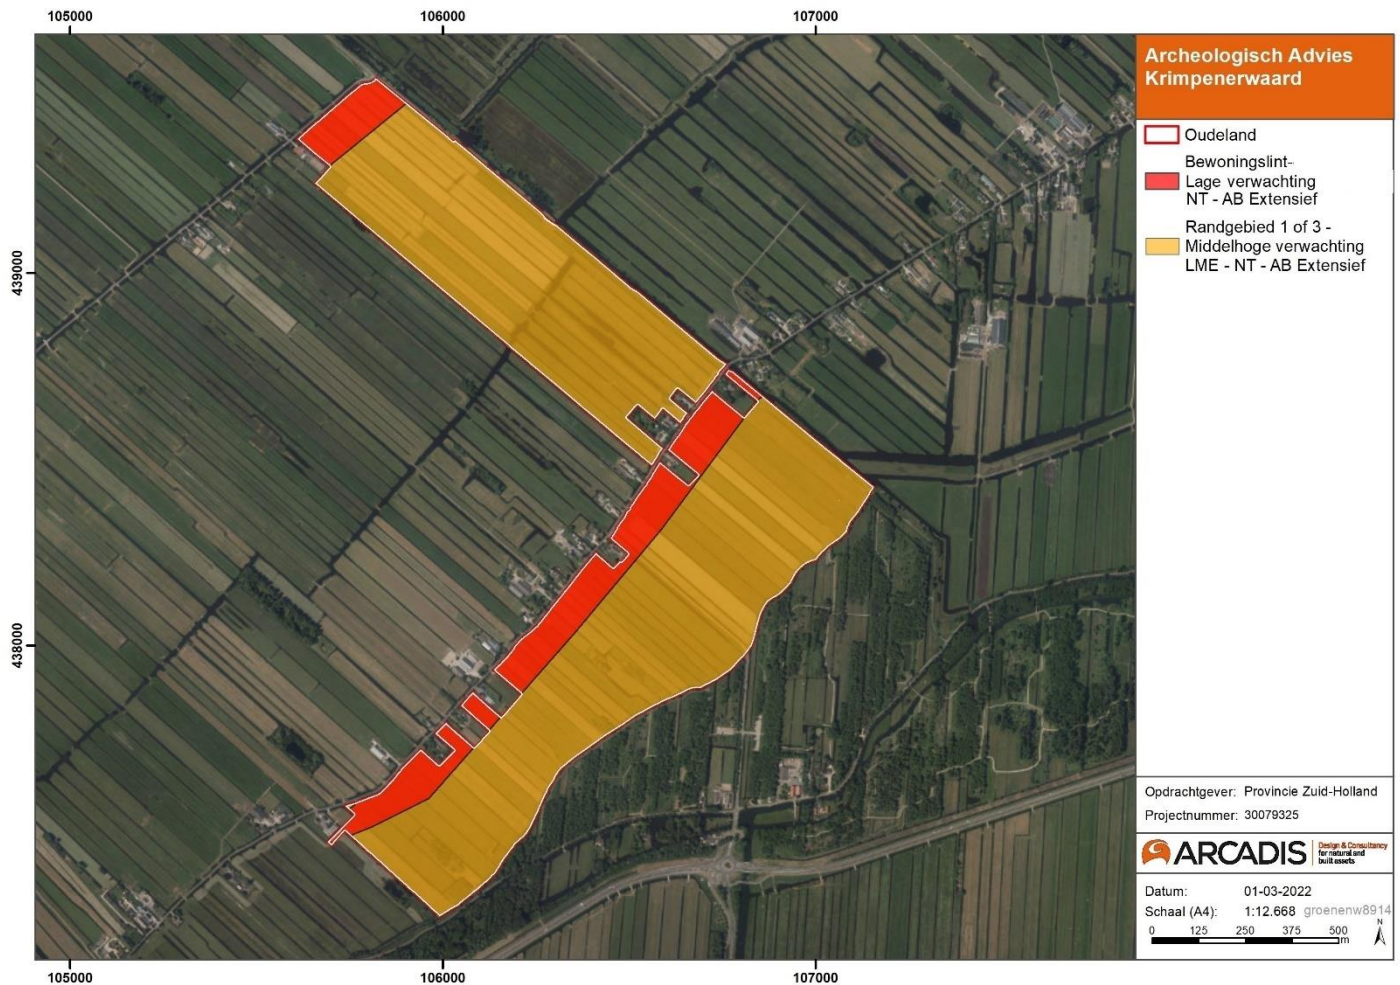 105000
106000
107000
439000
438000
105000
106000
107000
Archeologisch Advies
Krimpenerwaard
Oudeland
Bewoningslint-
Lage verwachting
NT - AB Extensief
Randgebied 1 of 3 -
Middelhoge verwachting
LME - NT - AB Extensief
Opdrachtgever: Provincie Zuid-Holland
Projectnummer: 30079325
ARCADIS
Design & Consultancy
for natural and
built assets
Datum: 01-03-2022
Schaal (A4): 1:12.668 groenenw8914
0 125 250 375 500
m
N